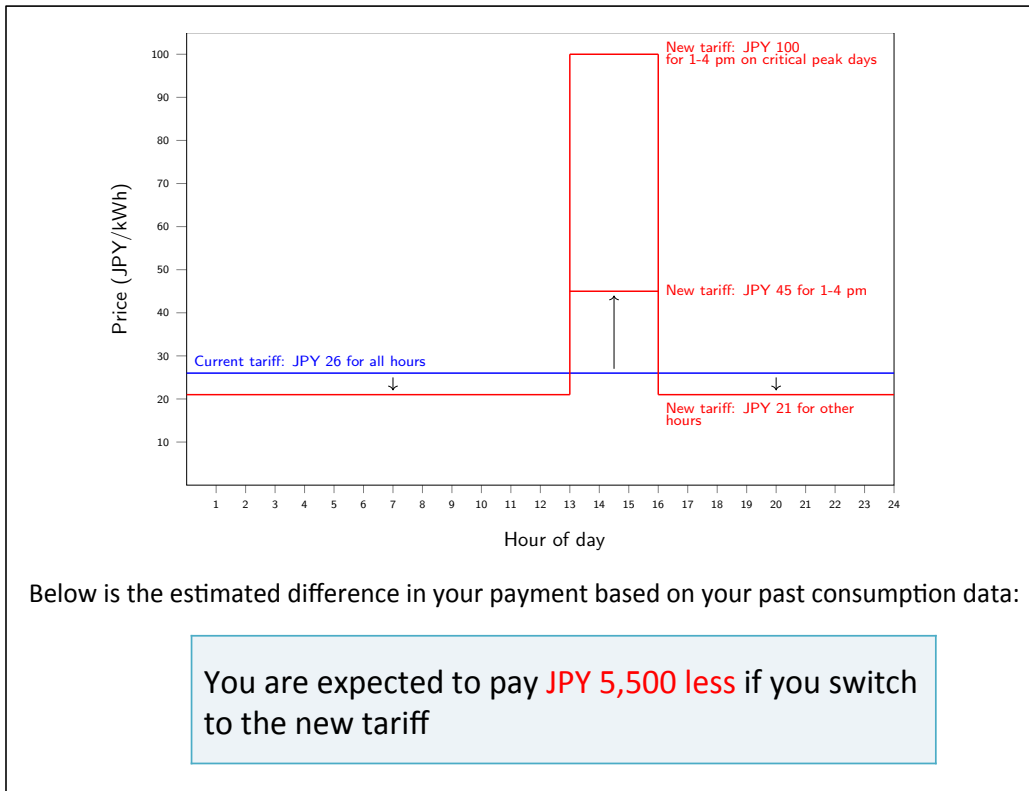 100
New tariff: JPY 100
for 1-4 pm on critical peak days
90
80
70
60
50
New tariff: JPY 45 for 1-4 pm
40
30
Current tariff: JPY 26 for all hours
20
New tariff: JPY 21 for other
hours
10
Price (JPY/kWh)
1 2 3 4 5 6 7 8 9 10 11 12 13 14 15 16 17 18 19 20 21 22 23 24
Hour of day
Below is the estimated difference in your payment based on your past consumption data:
You are expected to pay JPY 5,500 less if you switch
to the new tariff